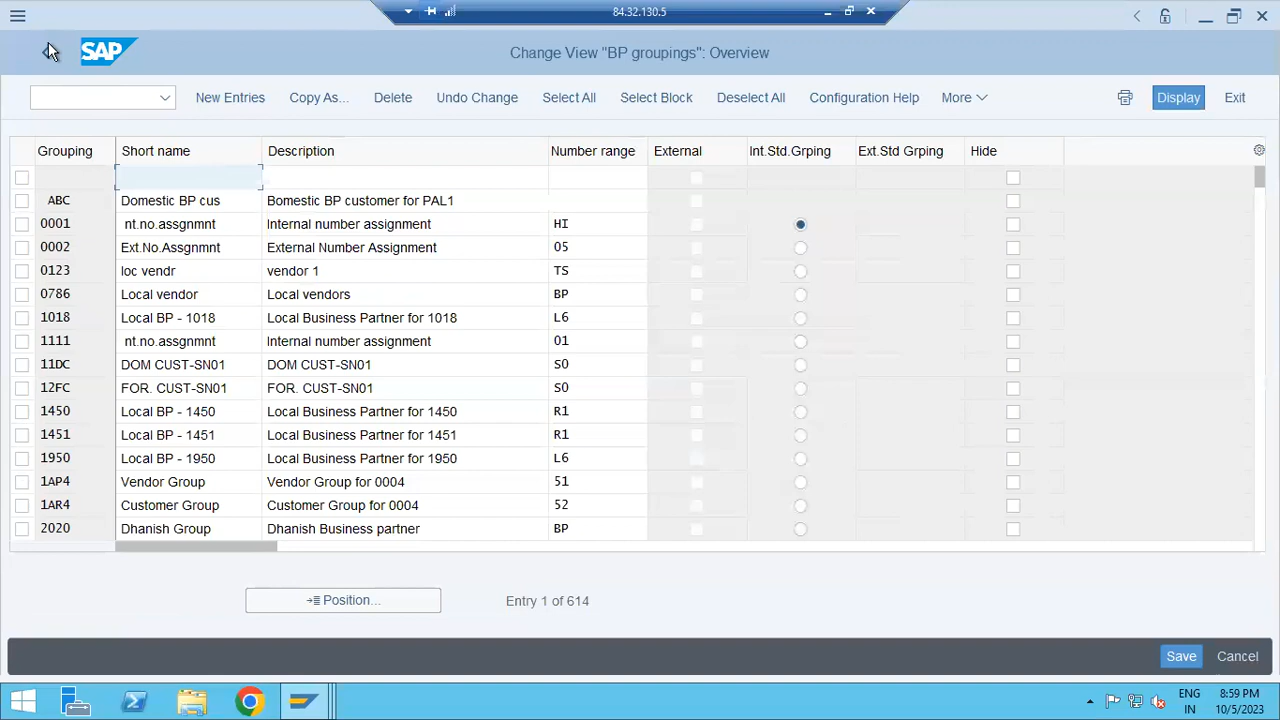 84.32.130.5
SAP
Change View "BP groupings": Overview
New Entries Copy As... Delete Undo Change Select All Select Block Deselect All Configuration Help More Display Exit
Grouping Short name Description Number range External Int.Std.Grping Ext.Std Grping Hide
ABC Domestic BP cus Bomestic BP customer for PAL1
0001 nt.no.assgnmnt Internal number assignment HI
0002 Ext.No.Assgnmnt External Number Assignment 05
0123 loc vendr vendor 1 TS
0786 Local vendor Local vendors BP
1018 Local BP - 1018 Local Business Partner for 1018 L6
1111 nt.no.assgnmnt Internal number assignment 01
11DC DOM CUST-SN01 DOM CUST-SN01 S0
12FC FOR. CUST-SN01 FOR. CUST-SN01 S0
1450 Local BP - 1450 Local Business Partner for 1450 R1
1451 Local BP - 1451 Local Business Partner for 1451 R1
1950 Local BP - 1950 Local Business Partner for 1950 L6
1AP4 Vendor Group Vendor Group for 0004 51
1AR4 Customer Group Customer Group for 0004 52
2020 Dhanish Group Dhanish Business partner BP
Position... Entry 1 of 614
Save Cancel
ENG 8:59 PM
IN 10/5/2023